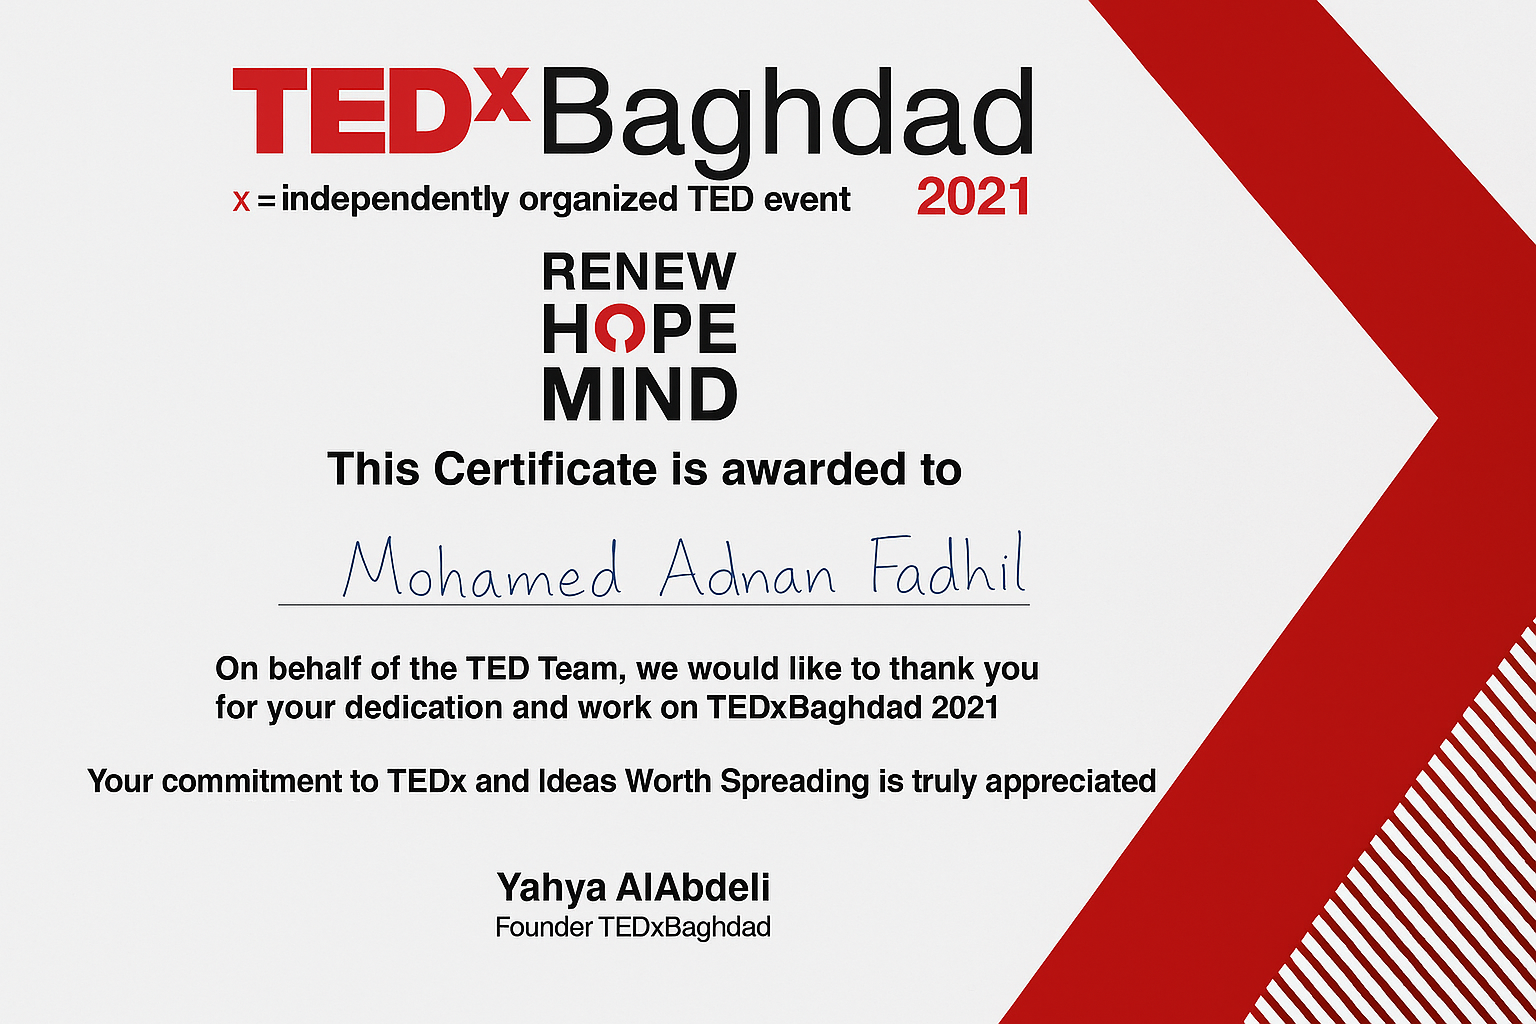 TEDxBaghdad
x = independently organized TED event 2021
RENEW
HOPE
MIND
This Certificate is awarded to
Mohamed Adnan Fadhil
On behalf of the TED Team, we would like to thank you
for your dedication and work on TEDxBaghdad 2021
Your commitment to TEDx and Ideas Worth Spreading is truly appreciated
Yahya AlAbdeli
Founder TEDxBaghdad